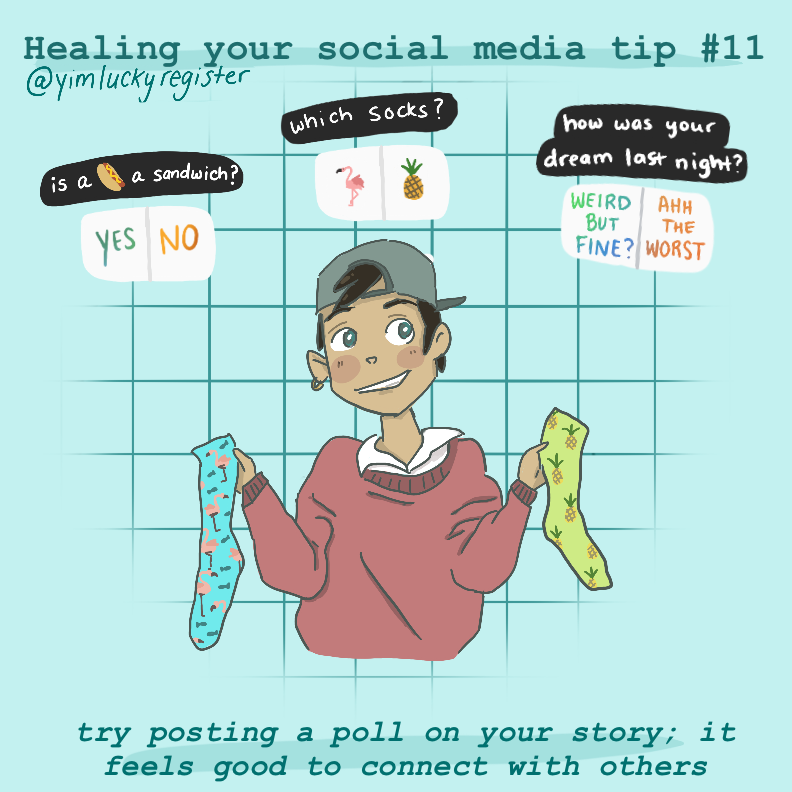 Healing your social media tip #11
@yimluckyregister
which socks?
is a 🌭 a sandwich?
YES NO
how was your
dream last night?
WEIRD
BUT
FINE?
AHH
THE
WORST
try posting a poll on your story; it
feels good to connect with others